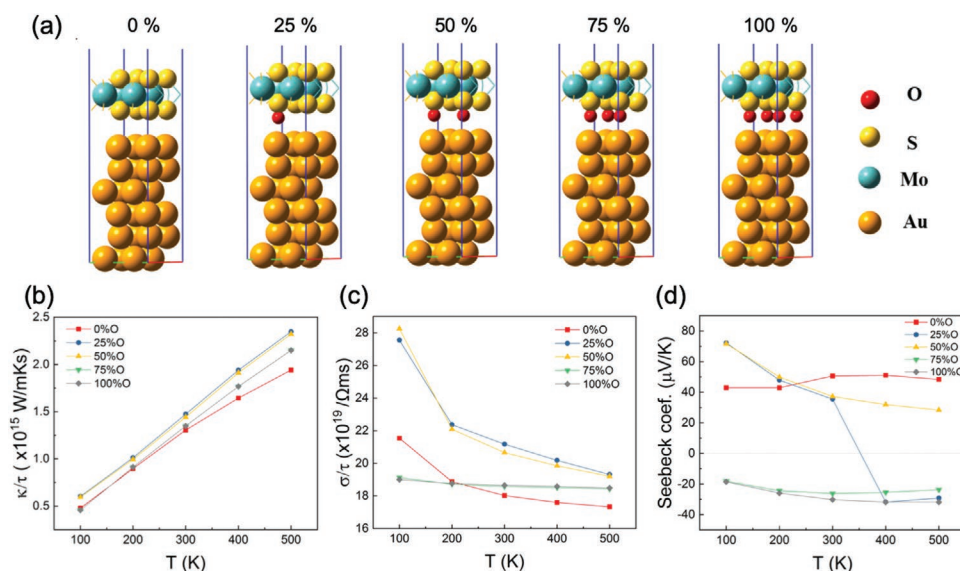 (a)
0 %
25 %
50 %
75 %
100 %
O
S
Mo
Au
(b)
κ/τ ( x10¹⁵ W/mKs)
2.5
2.0
1.5
1.0
0.5
0%O
25%O
50%O
75%O
100%O
100 200 300 400 500
T (K)
(c)
σ/τ (x10¹⁹ /Ωms)
28
26
24
22
20
18
16
0%O
25%O
50%O
75%O
100%O
100 200 300 400 500
T (K)
(d)
Seebeck coef. (μV/K)
80
60
40
20
0
-20
-40
0%O
25%O
50%O
75%O
100%O
100 200 300 400 500
T (K)